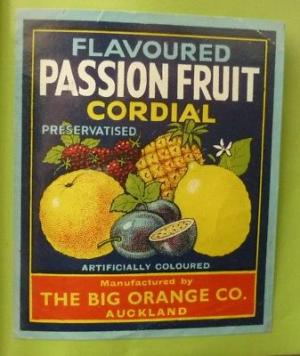 FLAVOURED
PASSION FRUIT
CORDIAL
PRESERVATISED
ARTIFICIALLY COLOURED
Manufactured by
THE BIG ORANGE CO.
AUCKLAND